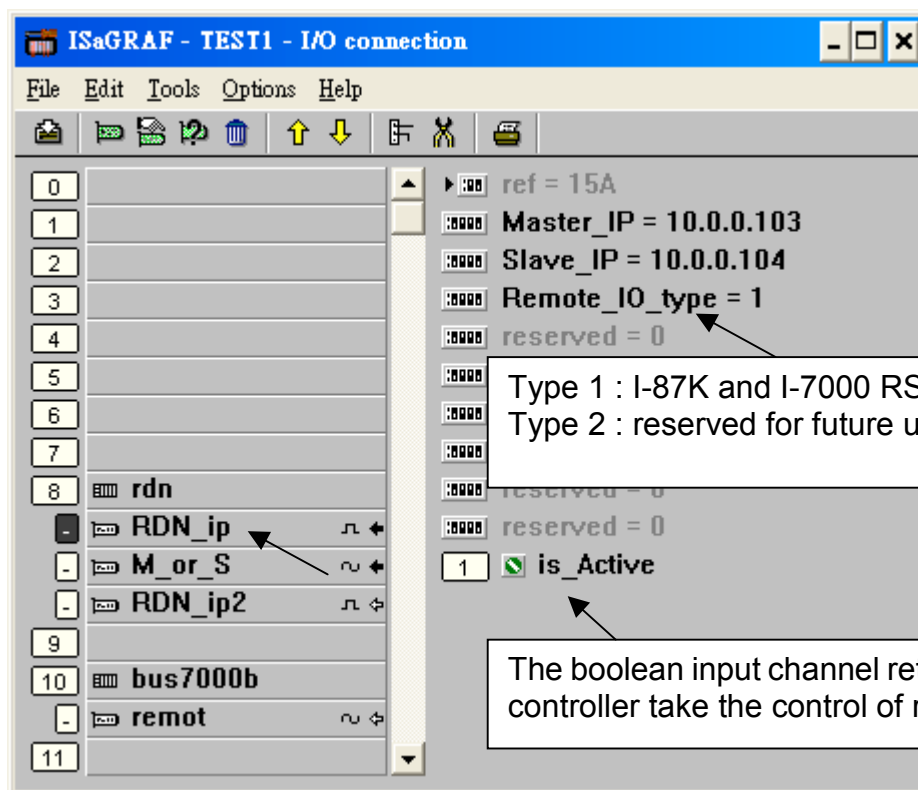 ISaGRAF - TEST1 - I/O connection
File Edit Tools Options Help
0
1
2
3
4
5
6
7
8 rdn
- RDN_ip
- M_or_S
- RDN_ip2
9
10 bus7000b
- remot
11
ref = 15A
Master_IP = 10.0.0.103
Slave_IP = 10.0.0.104
Remote_IO_type = 1
reserved = 0
Type 1 : I-87K and I-7000 RS
Type 2 : reserved for future u
reserved = 0
reserved = 0
1 is_Active
The boolean input channel ret
controller take the control of r